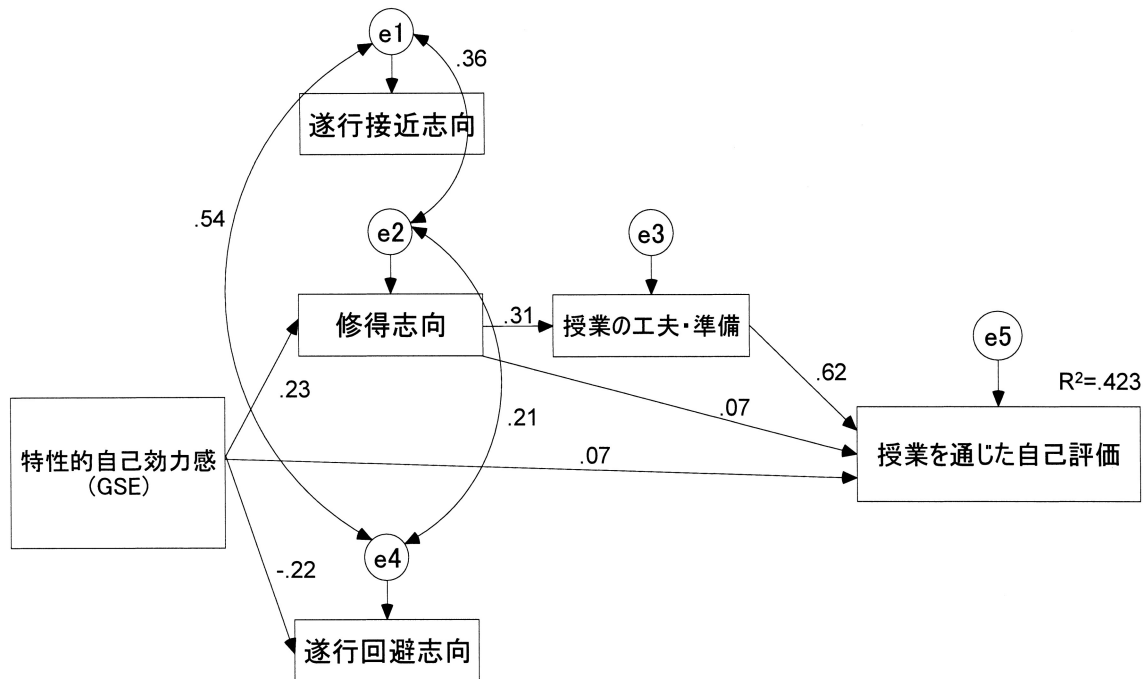 e1
.36
遂行接近志向
.54
e2
e3
修得志向
.31
授業の工夫・準備
e5
.62
R²=.423
.23
.07
.21
特性的自己効力感
(GSE)
.07
授業を通じた自己評価
e4
-.22
遂行回避志向